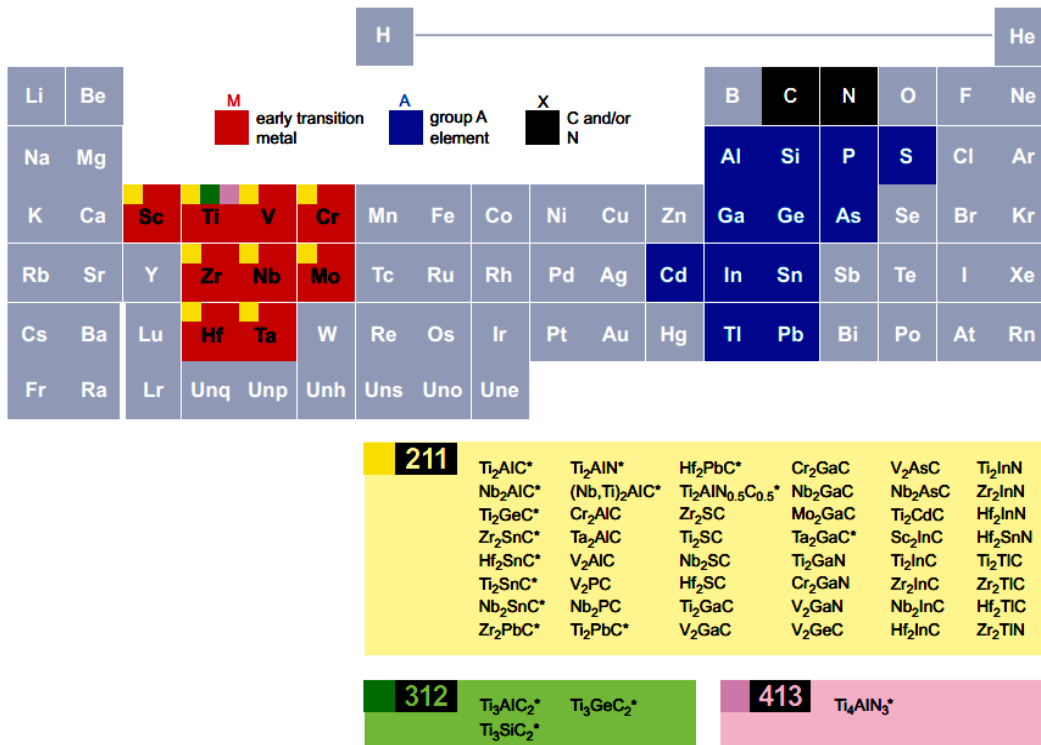 H He
Li Be B C N O F Ne
M A X
early transition metal group A element C and/or N
Na Mg Al Si P S Cl Ar
K Ca Sc Ti V Cr Mn Fe Co Ni Cu Zn Ga Ge As Se Br Kr
Rb Sr Y Zr Nb Mo Tc Ru Rh Pd Ag Cd In Sn Sb Te I Xe
Cs Ba Lu Hf Ta W Re Os Ir Pt Au Hg Tl Pb Bi Po At Rn
Fr Ra Lr Unq Unp Unh Uns Uno Une
211
Ti₂AlC* Ti₂AlN* Hf₂PbC* Cr₂GaC V₂AsC Ti₂InN
Nb₂AlC* (Nb,Ti)₂AlC* Ti₂AlN₀.₅C₀.₅* Nb₂GaC Nb₂AsC Zr₂InN
Ti₂GeC* Cr₂AlC Zr₂SC Mo₂GaC Ti₂CdC Hf₂InN
Zr₂SnC* Ta₂AlC Ti₂SC Ta₂GaC* Sc₂InC Hf₂SnN
Hf₂SnC* V₂AlC Nb₂SC Ti₂GaN Ti₂InC Ti₂TlC
Ti₂SnC* V₂PC Hf₂SC Cr₂GaN Zr₂InC Zr₂TlC
Nb₂SnC* Nb₂PC Ti₂GaC V₂GaN Nb₂InC Hf₂TlC
Zr₂PbC* Ti₂PbC* V₂GaC V₂GeC Hf₂InC Zr₂TlN
312
Ti₃AlC₂* Ti₃GeC₂*
Ti₃SiC₂*
413
Ti₄AlN₃*